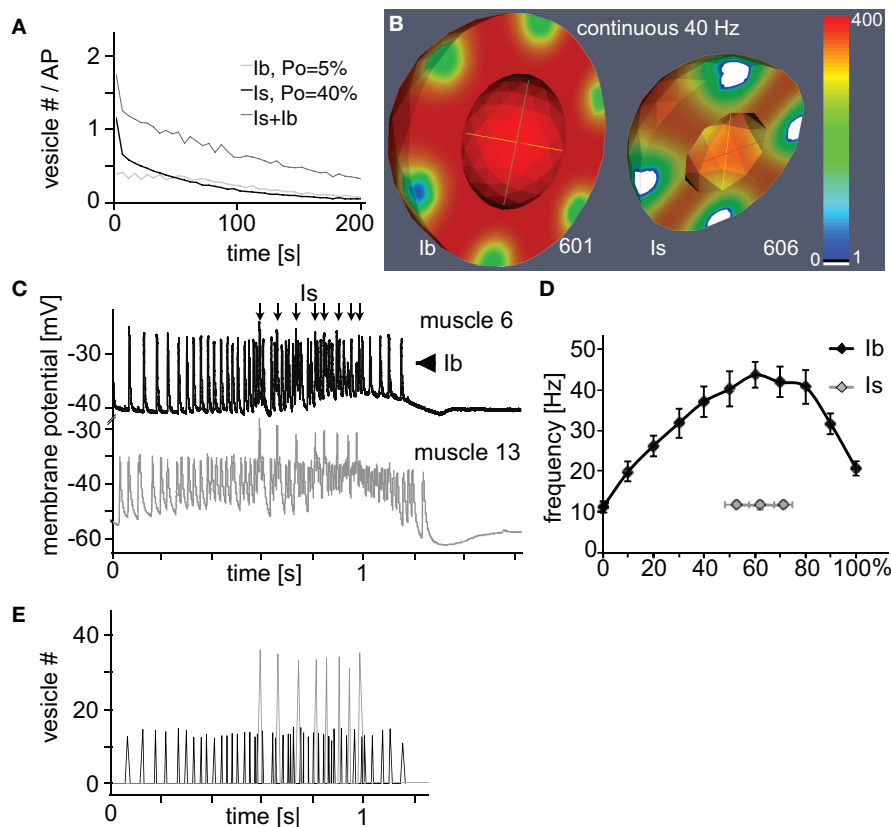 A
vesicle # / AP
2
1
0
100
200
time [s|
Ib, Po=5%
Is, Po=40%
Is+Ib
B
continuous 40 Hz
Ib
601
Is
606
400
0
1
C
Is
muscle 6
Ib
muscle 13
membrane potential [mV]
-30
-40
-30
-40
-60
0
1
time [s]
D
Ib
Is
frequency [Hz]
50
40
30
20
10
0
0
20
40
60
80
100%
E
vesicle #
40
20
0
0
1
time [s|